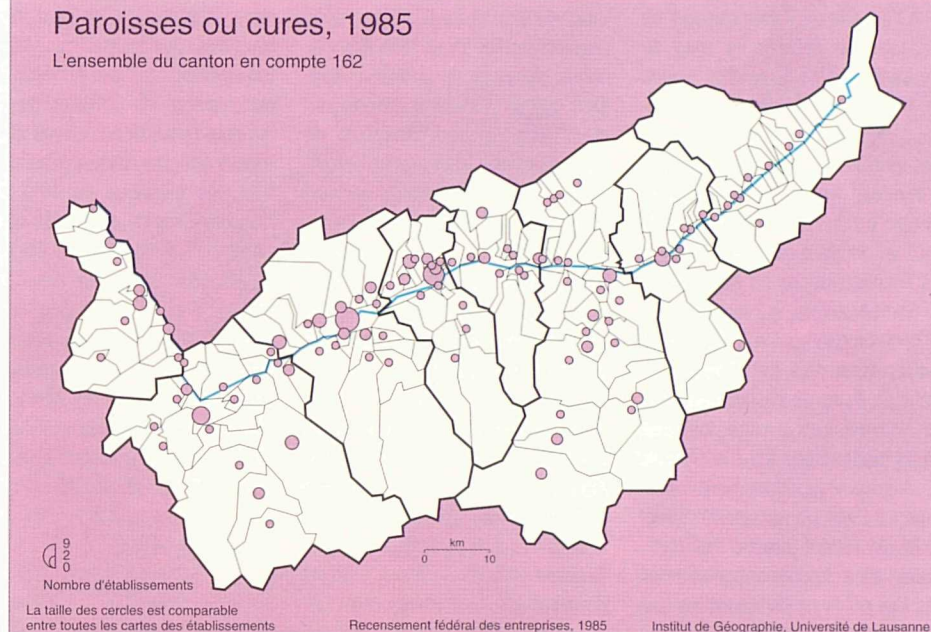 Paroisses ou cures, 1985
L'ensemble du canton en compte 162
9
2
0
Nombre d'établissements
km
0 10
La taille des cercles est comparable
entre toutes les cartes des établissements
Recensement fédéral des entreprises, 1985
Institut de Géographie, Université de Lausanne